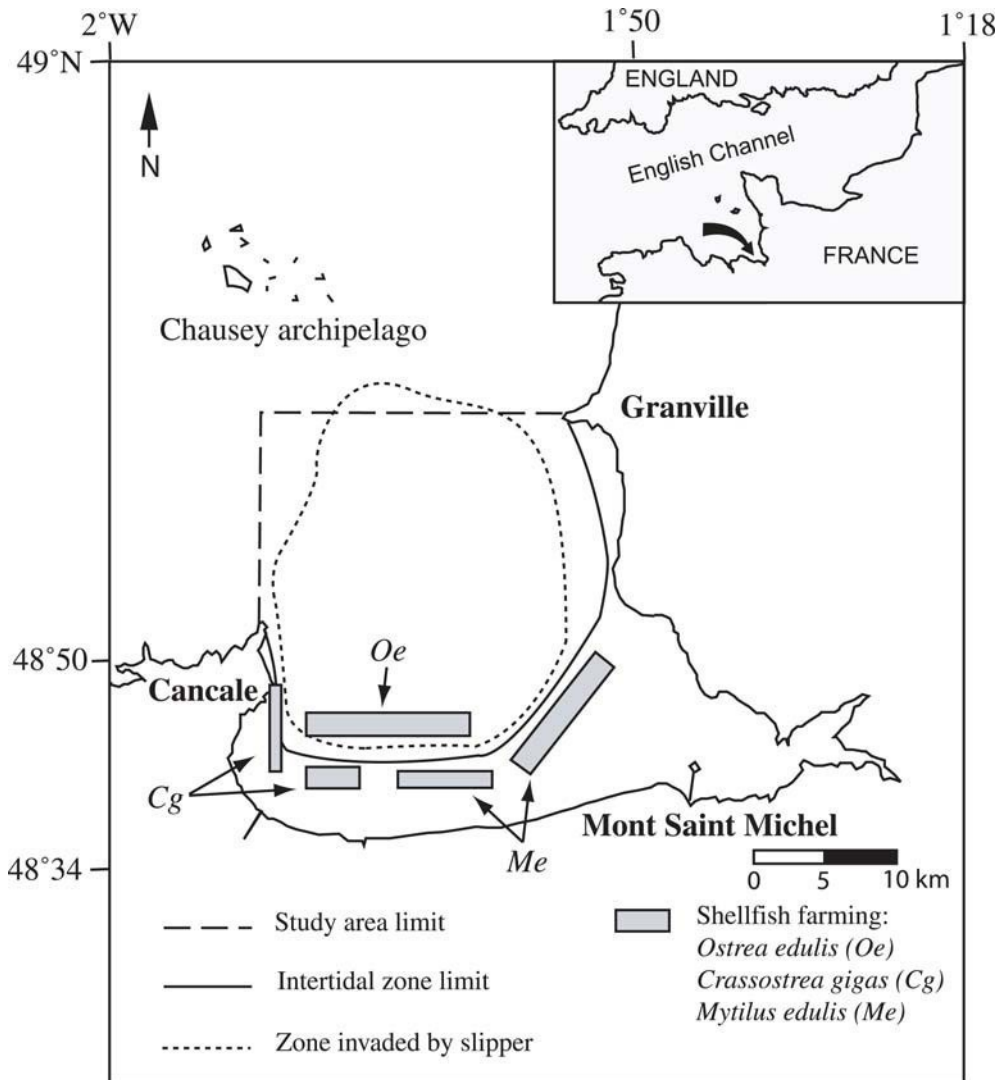 2°W 1°50 1°18
49°N
ENGLAND
English Channel
FRANCE
N
Chausey archipelago
Granville
48°50
Oe
Cancale
Cg
Mont Saint Michel
Me
48°34
0 5 10 km
Study area limit
Intertidal zone limit
Zone invaded by slipper
Shellfish farming:
Ostrea edulis (Oe)
Crassostrea gigas (Cg)
Mytilus edulis (Me)